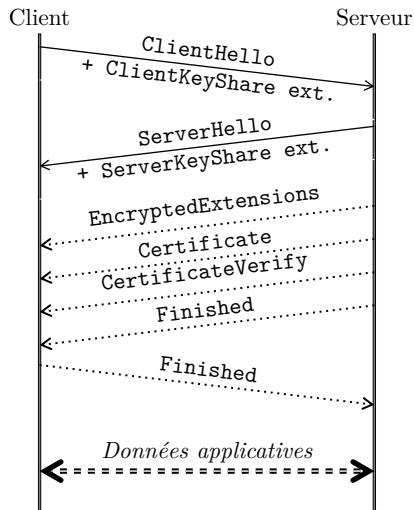 Client
Serveur
ClientHello
+ ClientKeyShare ext.
ServerHello
+ ServerKeyShare ext.
EncryptedExtensions
Certificate
CertificateVerify
Finished
Finished
Données applicatives